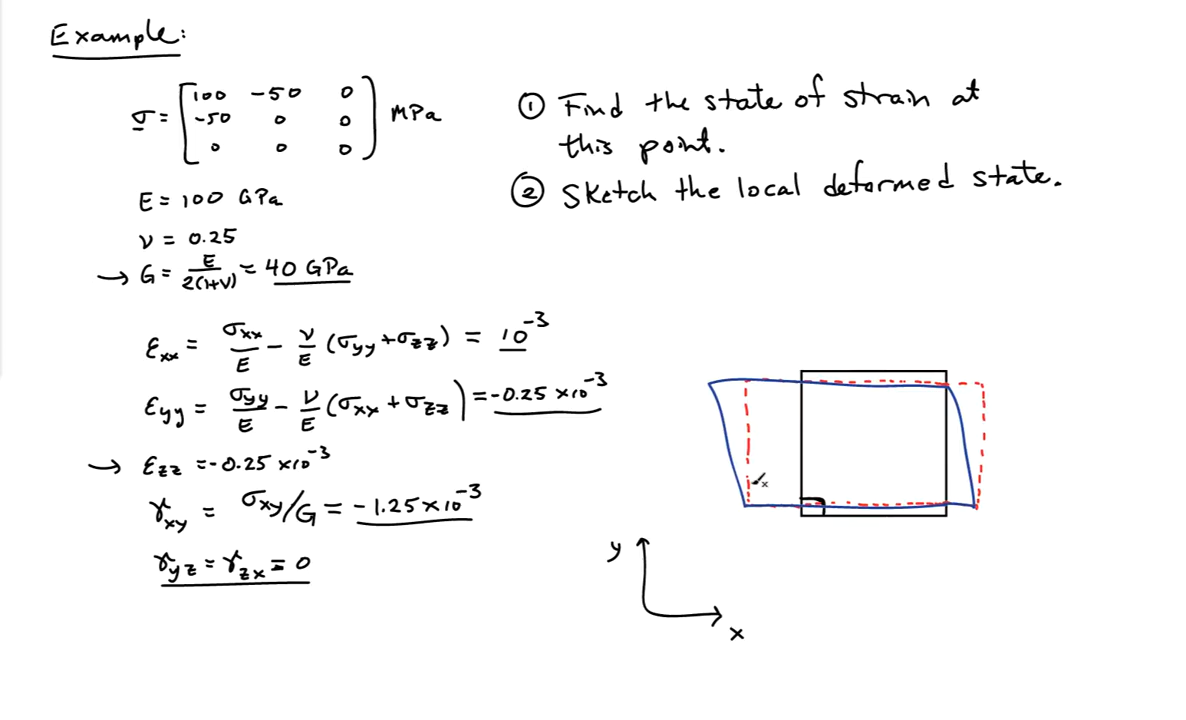 Example:
σ = [ 100 -50 0
-50 0 0
0 0 0 ] MPa
① Find the state of strain at
this point.
② Sketch the local deformed state.
E = 100 GPa
ν = 0.25
→ G = E/2(1+ν) = 40 GPa
εxx = σxx/E - ν/E (σyy + σzz) = 10^-3
εyy = σyy/E - ν/E (σxx + σzz) = -0.25 ×10^-3
→ εzz = -0.25 ×10^-3
γxy = σxy/G = -1.25 ×10^-3
γyz = γzx = 0
y
x